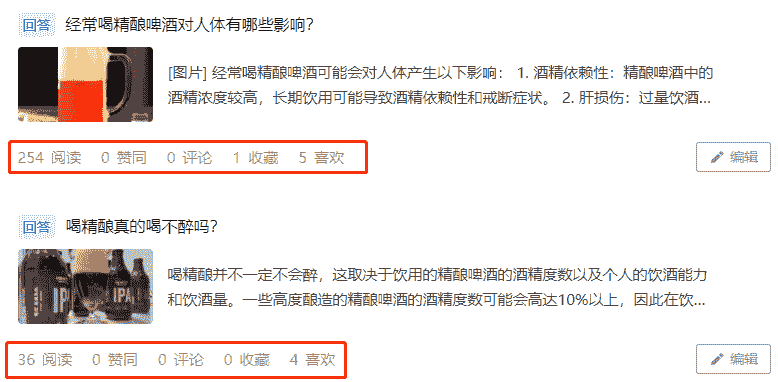 回答 经常喝精酿啤酒对人体有哪些影响？
[图片] 经常喝精酿啤酒可能会对人体产生以下影响： 1. 酒精依赖性：精酿啤酒中的
酒精浓度较高，长期饮用可能导致酒精依赖性和戒断症状。 2. 肝损伤：过量饮酒...
254 阅读 0 赞同 0 评论 1 收藏 5 喜欢 编辑
回答 喝精酿真的喝不醉吗？
IPA IPA
喝精酿并不一定不会醉，这取决于饮用的精酿啤酒的酒精度数以及个人的饮酒能力
和饮酒量。一些高度酿造的精酿啤酒的酒精度数可能会高达10%以上，因此在饮...
36 阅读 0 赞同 0 评论 0 收藏 4 喜欢 编辑